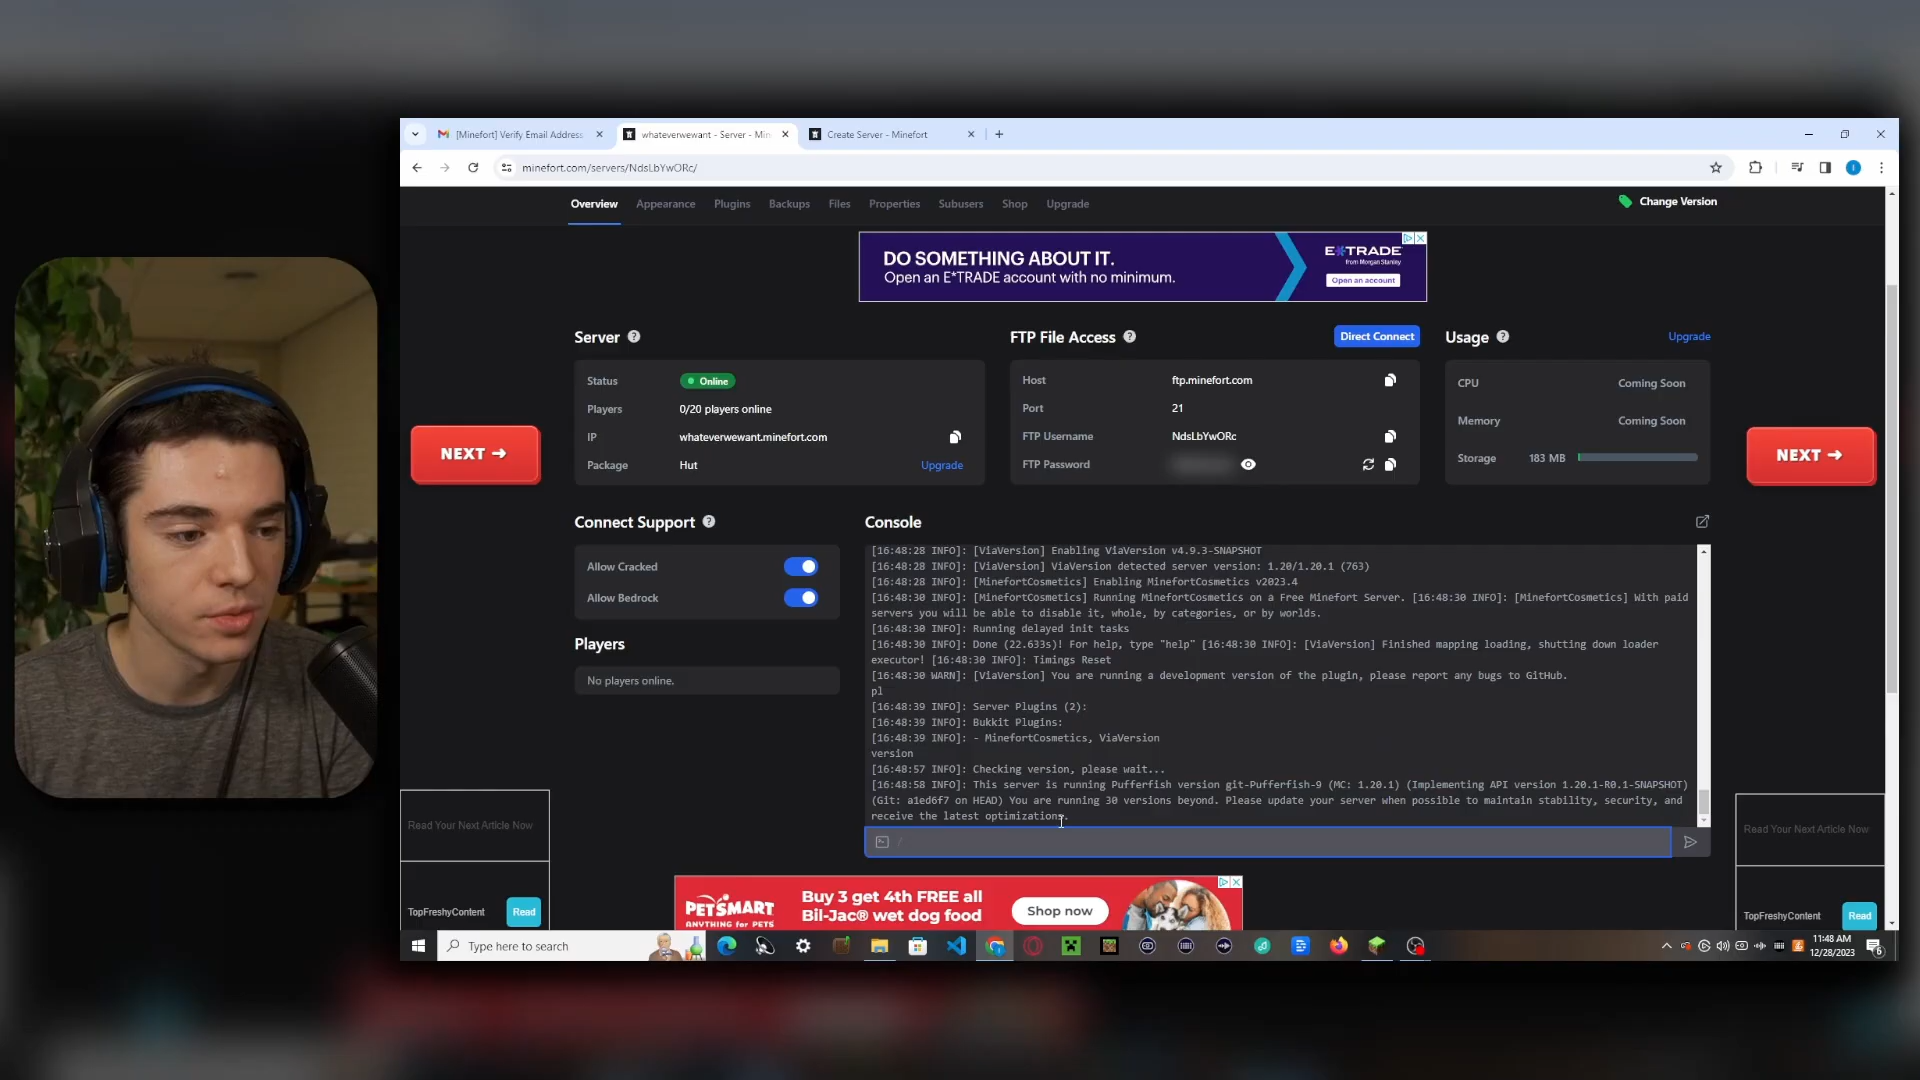 [Minefort] Verify Email Address
whateverwewant - Server - Min
Create Server - Minefort
minefort.com/servers/NdsLbYwORc/
Overview
Appearance
Plugins
Backups
Files
Properties
Subusers
Shop
Upgrade
Change Version
DO SOMETHING ABOUT IT.
Open an E*TRADE account with no minimum.
E*TRADE
from Morgan Stanley
Open an account
Server
Status
Online
Players
0/20 players online
IP
whateverwewant.minefort.com
Package
Hut
Upgrade
FTP File Access
Direct Connect
Host
ftp.minefort.com
Port
21
FTP Username
NdsLbYwORc
FTP Password
Usage
Upgrade
CPU
Coming Soon
Memory
Coming Soon
Storage
183 MB
NEXT →
NEXT →
Connect Support
Allow Cracked
Allow Bedrock
Players
No players online.
Console
[16:48:28 INFO]: [ViaVersion] Enabling ViaVersion v4.9.3-SNAPSHOT
[16:48:28 INFO]: [ViaVersion] ViaVersion detected server version: 1.20/1.20.1 (763)
[16:48:28 INFO]: [MinefortCosmetics] Enabling MinefortCosmetics v2023.4
[16:48:30 INFO]: [MinefortCosmetics] Running MinefortCosmetics on a Free Minefort Server. [16:48:30 INFO]: [MinefortCosmetics] With paid
servers you will be able to disable it, whole, by categories, or by worlds.
[16:48:30 INFO]: Running delayed init tasks
[16:48:30 INFO]: Done (22.633s)! For help, type "help" [16:48:30 INFO]: [ViaVersion] Finished mapping loading, shutting down loader
executor! [16:48:30 INFO]: Timings Reset
[16:48:30 WARN]: [ViaVersion] You are running a development version of the plugin, please report any bugs to GitHub.
pl
[16:48:39 INFO]: Server Plugins (2):
[16:48:39 INFO]: Bukkit Plugins:
[16:48:39 INFO]: - MinefortCosmetics, ViaVersion
version
[16:48:57 INFO]: Checking version, please wait...
[16:48:58 INFO]: This server is running Pufferfish version git-Pufferfish-9 (MC: 1.20.1) (Implementing API version 1.20.1-R0.1-SNAPSHOT)
(Git: a1ed6f7 on HEAD) You are running 30 versions beyond. Please update your server when possible to maintain stability, security, and
receive the latest optimizations.
/
Read Your Next Article Now
TopFreshyContent
Read
Read Your Next Article Now
TopFreshyContent
Read
PETSMART
ANYTHING for PETS
Buy 3 get 4th FREE all
Bil-Jac® wet dog food
Shop now
Type here to search
11:48 AM
12/28/2023
6